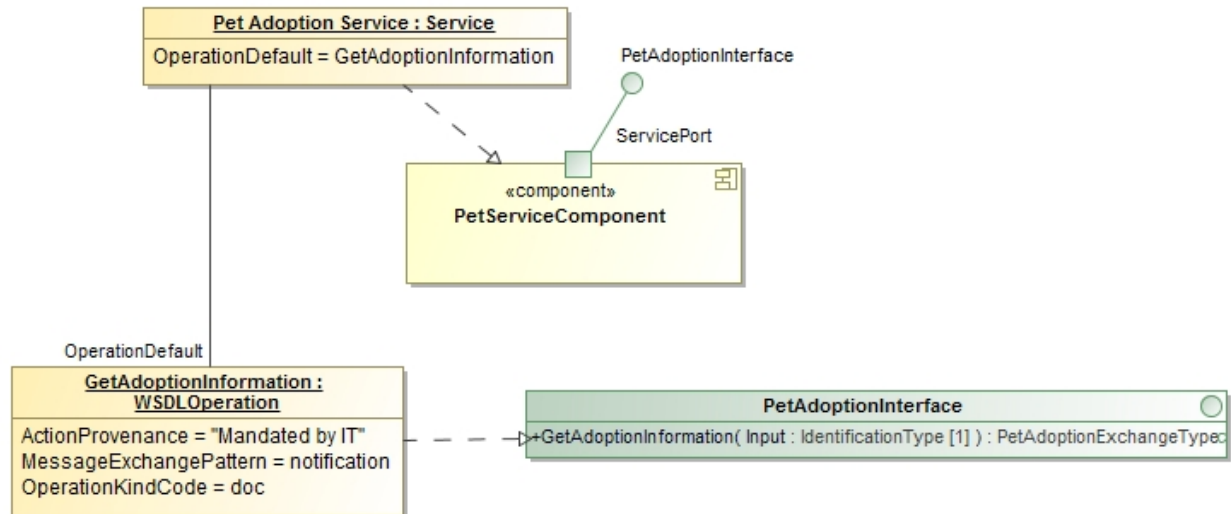 Pet Adoption Service : Service
OperationDefault = GetAdoptionInformation
PetAdoptionInterface
ServicePort
«component»
PetServiceComponent
OperationDefault
GetAdoptionInformation :
WSDLOperation
ActionProvenance = "Mandated by IT"
MessageExchangePattern = notification
OperationKindCode = doc
PetAdoptionInterface
+GetAdoptionInformation( Input : IdentificationType [1] ) : PetAdoptionExchangeType